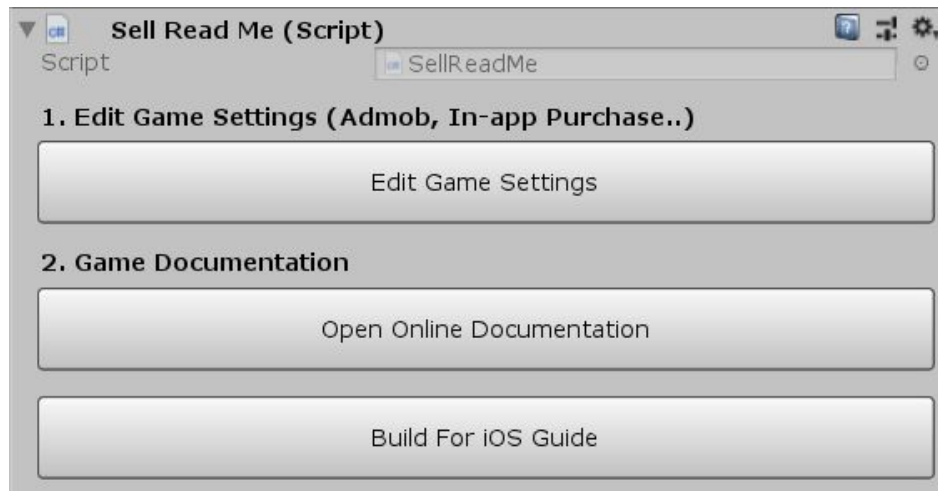 Sell Read Me (Script)
Script SellReadMe
1. Edit Game Settings (Admob, In-app Purchase..)
Edit Game Settings
2. Game Documentation
Open Online Documentation
Build For iOS Guide